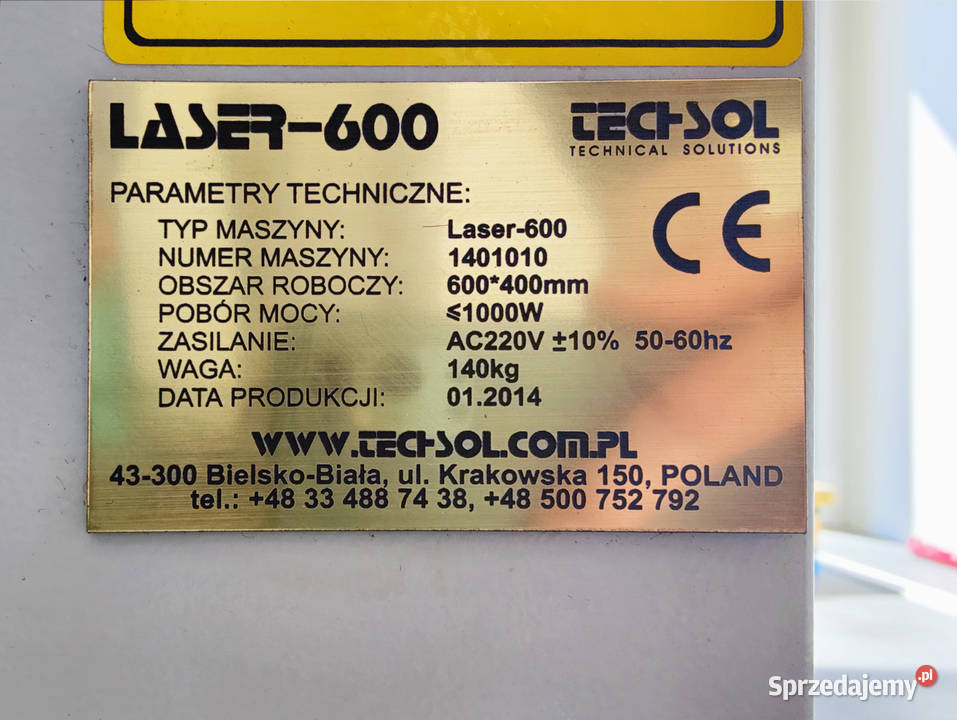 LASER-600
TECHSOL
TECHNICAL SOLUTIONS
PARAMETRY TECHNICZNE:
CE
TYP MASZYNY: Laser-600
NUMER MASZYNY: 1401010
OBSZAR ROBOCZY: 600*400mm
POBÓR MOCY: ≤1000W
ZASILANIE: AC220V ±10% 50-60hz
WAGA: 140kg
DATA PRODUKCJI: 01.2014
WWW.TECHSOL.COM.PL
43-300 Bielsko-Biała, ul. Krakowska 150, POLAND
tel.: +48 33 488 74 38, +48 500 752 792
Sprzedajemy.pl